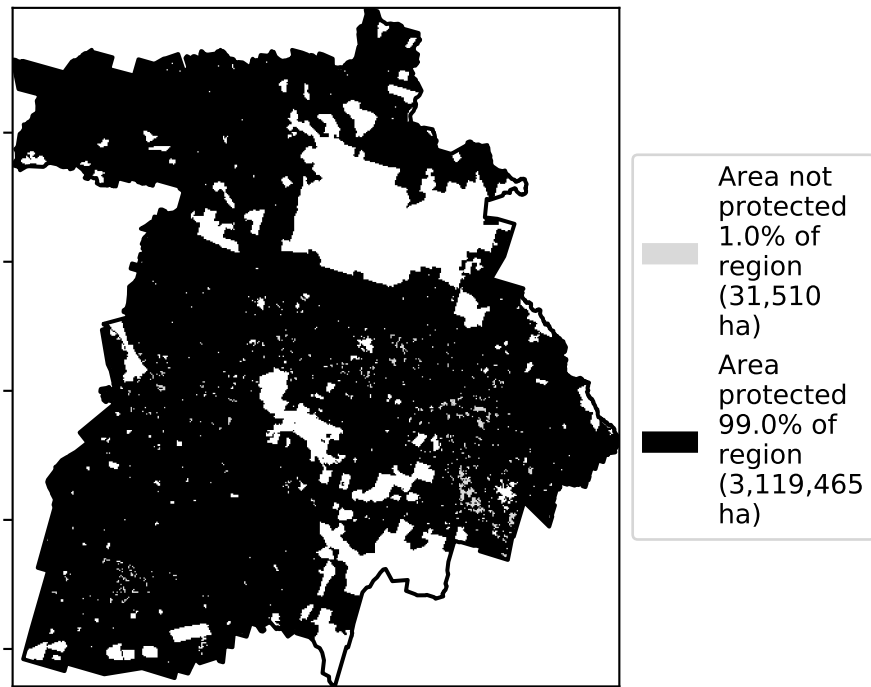 Area not
protected
1.0% of
region
(31,510
ha)
Area
protected
99.0% of
region
(3,119,465
ha)